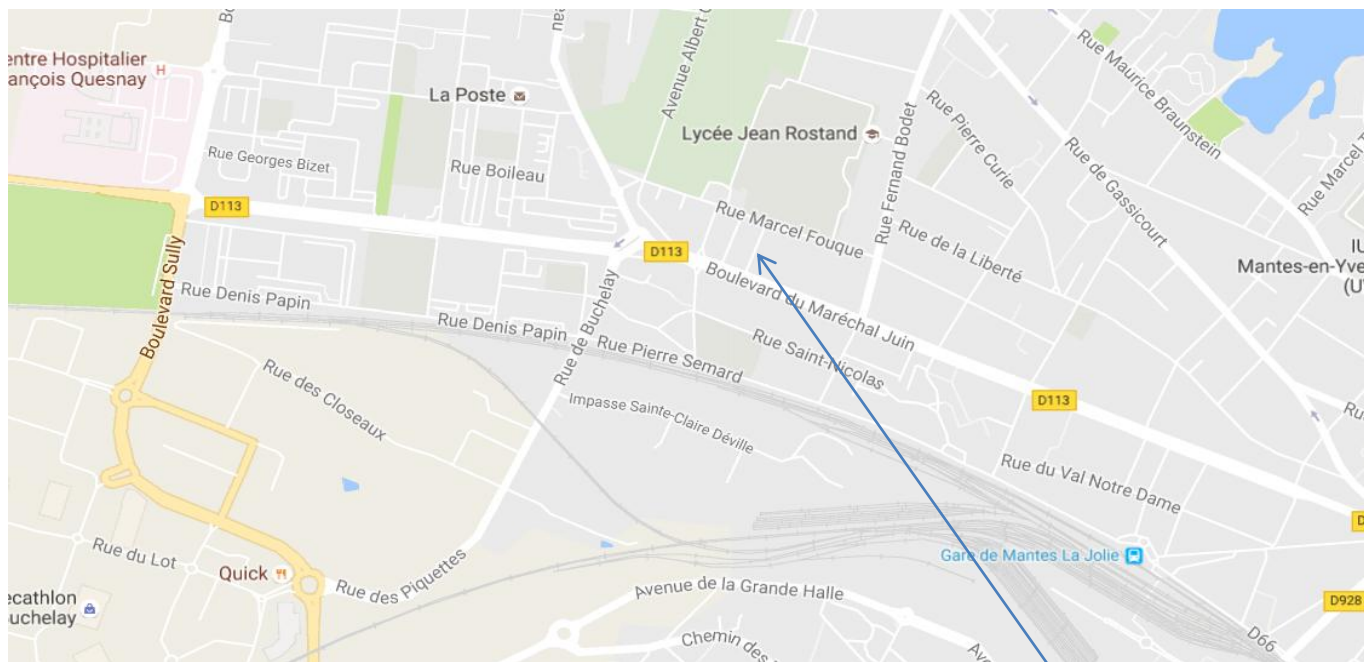 Bo
nea
Avenue Albert C
Rue Maurice Braunstein
entre Hospitalier
ançois Quesnay
H
La Poste
Lycée Jean Rostand
Rue Pierre Curie
Rue de Gassicourt
Rue Marcel
Rue Georges Bizet
Rue Boileau
Rue Fernand Bodet
D113
Rue Marcel Fouque
Rue de la Liberté
D113
Boulevard Sully
Mantes-en-Yve
Boulevard du Maréchal Juin
Rue Denis Papin
Rue Denis Papin
Rue de Buchelay
Rue Pierre Semard
Rue Saint-Nicolas
Rue des Closeaux
Impasse Sainte-Claire Déville
D113
Rue du Val Notre Dame
Rue du Lot
Quick
Rue des Piquettes
Gare de Mantes La Jolie
Avenue de la Grande Halle
ecathlon
uchelay
D928
Chemin des
D66